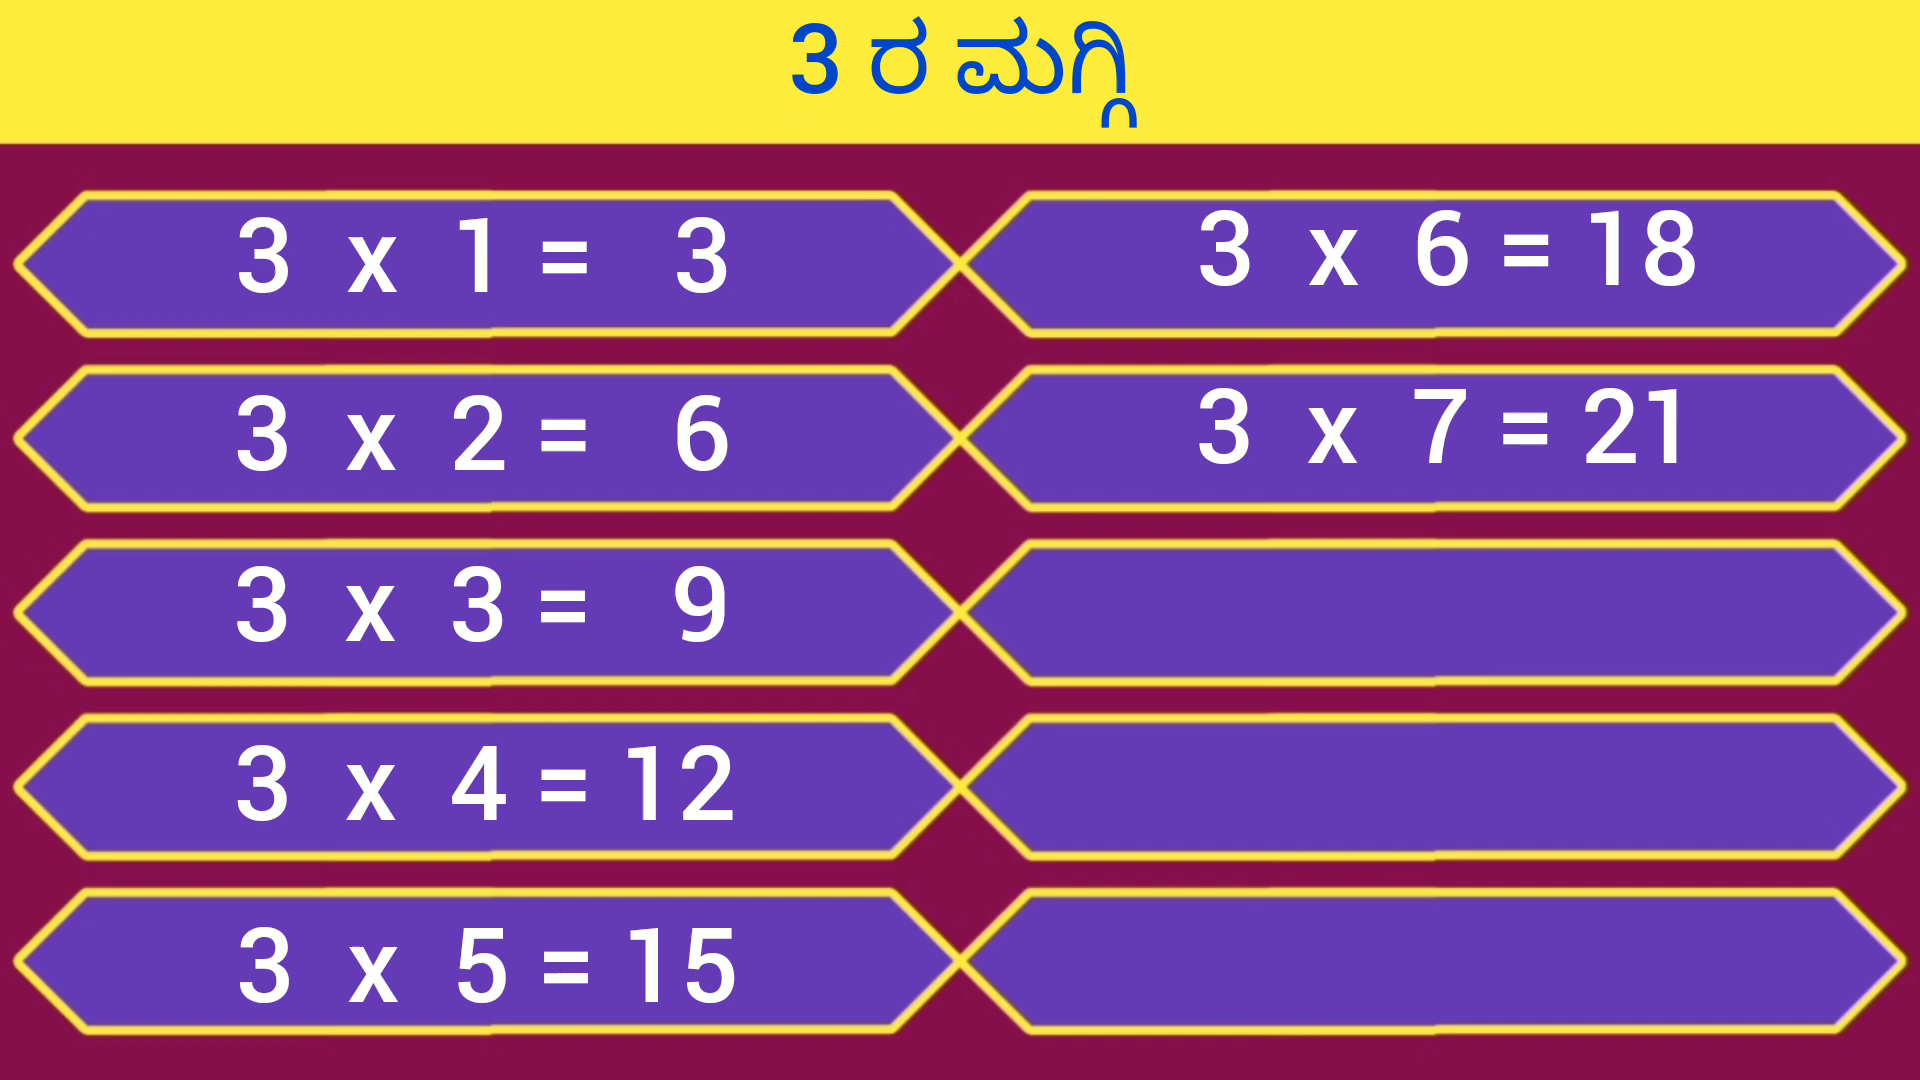 3 ರ ಮಗ್ಗಿ
3 x 1 = 3
3 x 2 = 6
3 x 3 = 9
3 x 4 = 12
3 x 5 = 15
3 x 6 = 18
3 x 7 = 21